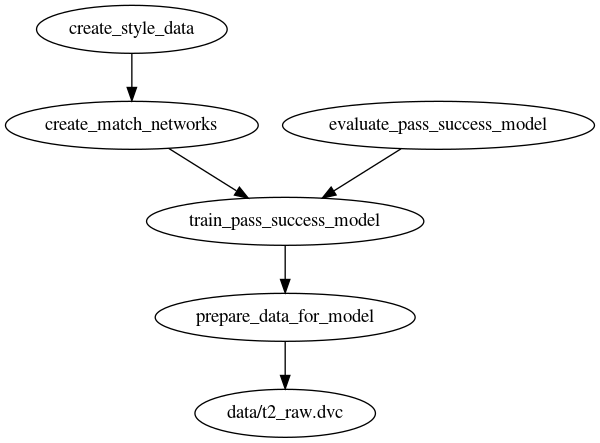 create_style_data
create_match_networks
evaluate_pass_success_model
train_pass_success_model
prepare_data_for_model
data/t2_raw.dvc